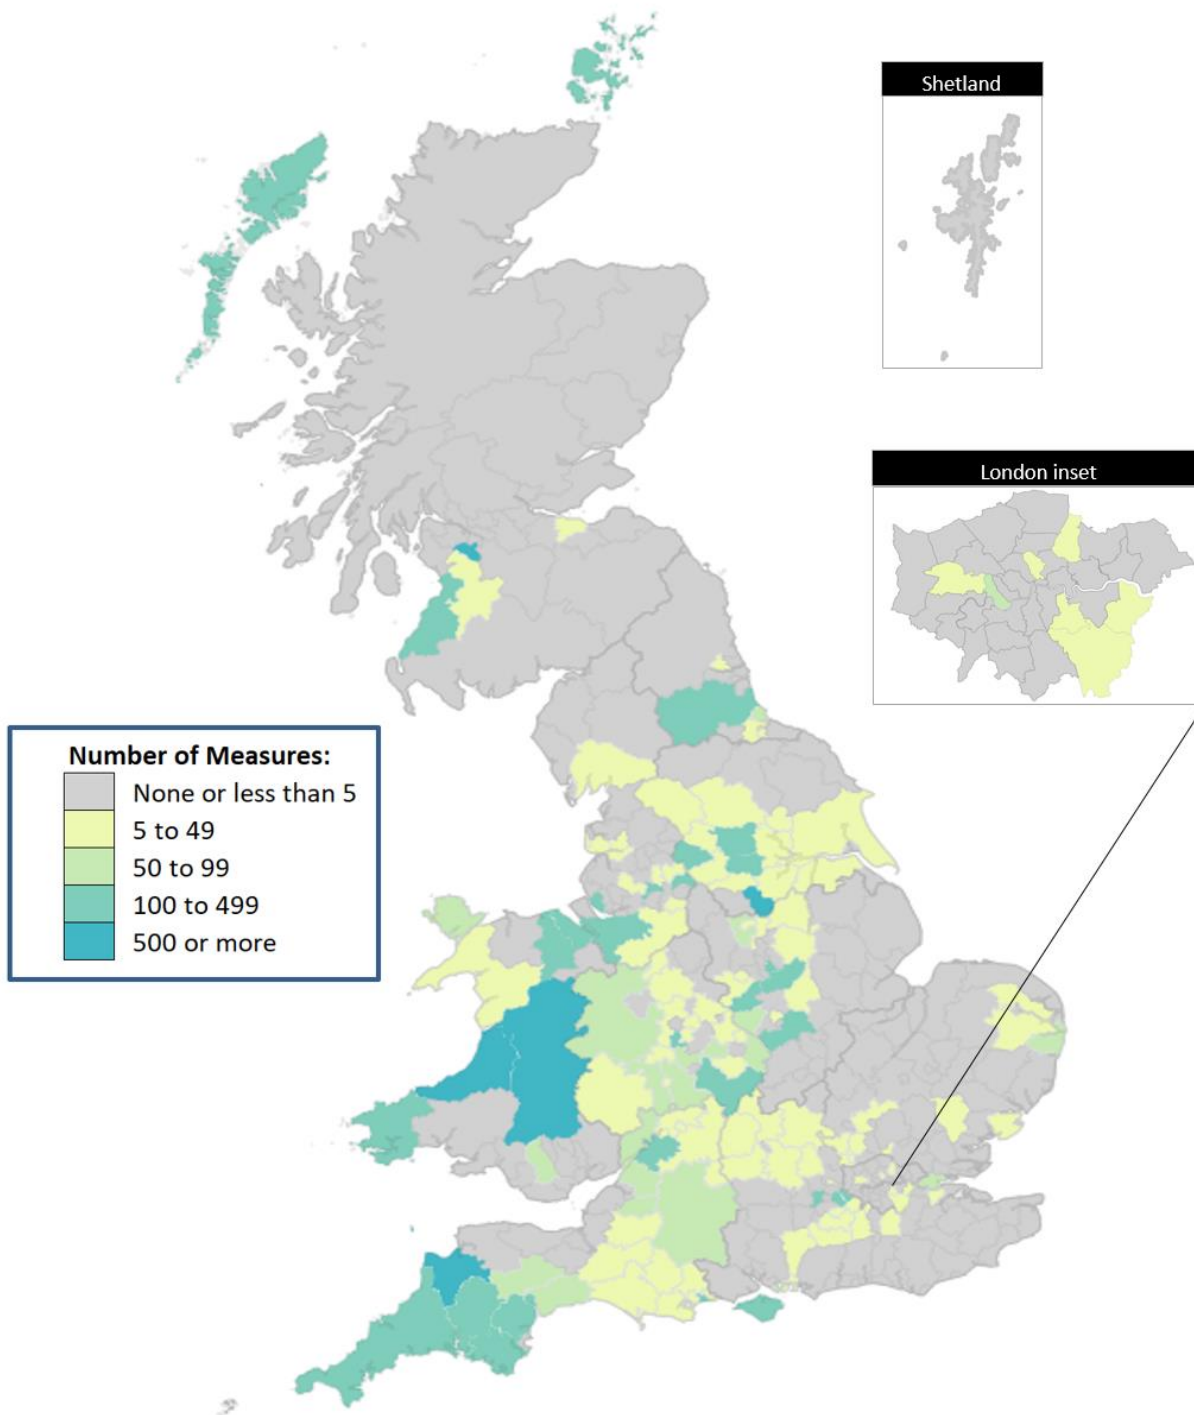 Shetland
London inset
Number of Measures:
None or less than 5
5 to 49
50 to 99
100 to 499
500 or more